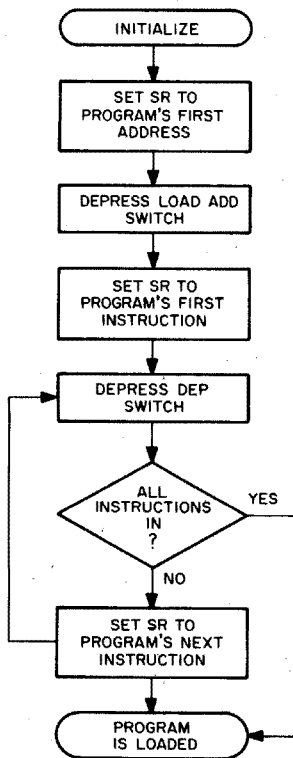 INITIALIZE
SET SR TO
PROGRAM'S FIRST
ADDRESS
DEPRESS LOAD ADD
SWITCH
SET SR TO
PROGRAM'S FIRST
INSTRUCTION
DEPRESS DEP
SWITCH
ALL
INSTRUCTIONS
IN
?
YES
NO
SET SR TO
PROGRAM'S NEXT
INSTRUCTION
PROGRAM
IS LOADED